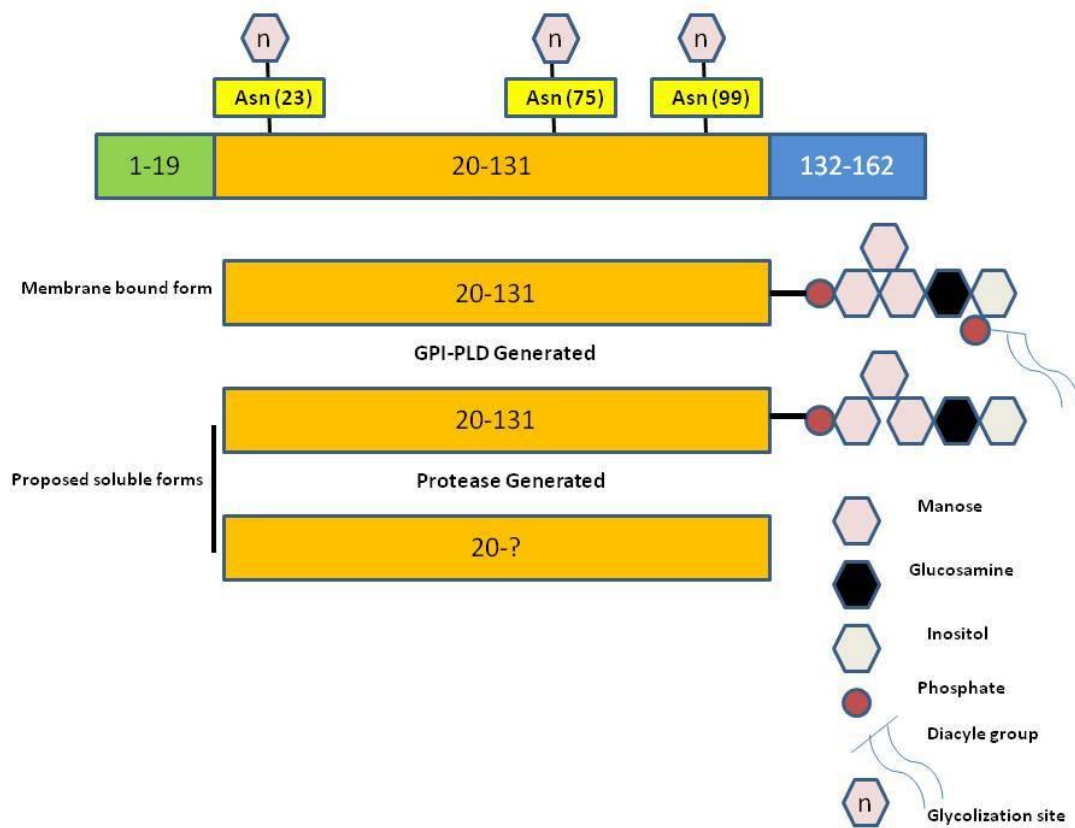 n n n
Asn (23) Asn (75) Asn (99)
1-19 20-131 132-162
Membrane bound form 20-131
GPI-PLD Generated
20-131
Proposed soluble forms Protease Generated
20-?
Manose
Glucosamine
Inositol
Phosphate
Diacyle group
n Glycolization site